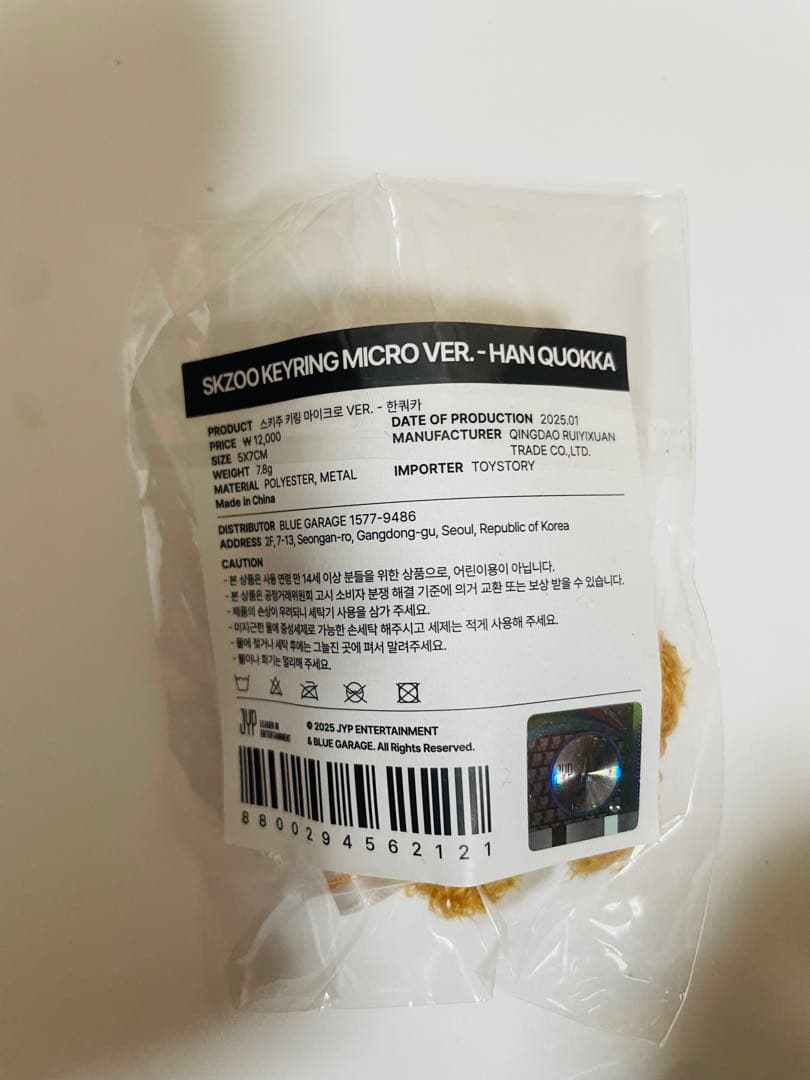 SKZOO KEYRING MICRO VER. - HAN QUOKKA
PRODUCT 스키주 키링 마이크로 VER. - 한쿼카
PRICE ₩ 12,000
SIZE 5X7CM
WEIGHT 7.8g
MATERIAL POLYESTER, METAL
Made in China
DATE OF PRODUCTION 2025.01
MANUFACTURER QINGDAO RUIYIXUAN
TRADE CO.,LTD.
IMPORTER TOYSTORY
DISTRIBUTOR BLUE GARAGE 1577-9486
ADDRESS 2F, 7-13, Seongan-ro, Gangdong-gu, Seoul, Republic of Korea
CAUTION
- 본 상품은 사용 연령 만 14세 이상 분들을 위한 상품으로, 어린이용이 아닙니다.
- 본 상품은 공정거래위원회 고시 소비자 분쟁 해결 기준에 의거 교환 또는 보상 받을 수 있습니다.
- 제품의 손상이 우려되니 세탁기 사용을 삼가 주세요.
- 미지근한 물에 중성세제로 가능한 손세탁 해주시고 세제는 적게 사용해 주세요.
- 물에 젖거나 세탁 후에는 그늘진 곳에 펴서 말려주세요.
- 불이나 화기는 멀리해 주세요.
JYP LEADER IN
ENTERTAINMENT
© 2025 JYP ENTERTAINMENT
& BLUE GARAGE. All Rights Reserved.
JYP
8800294562121